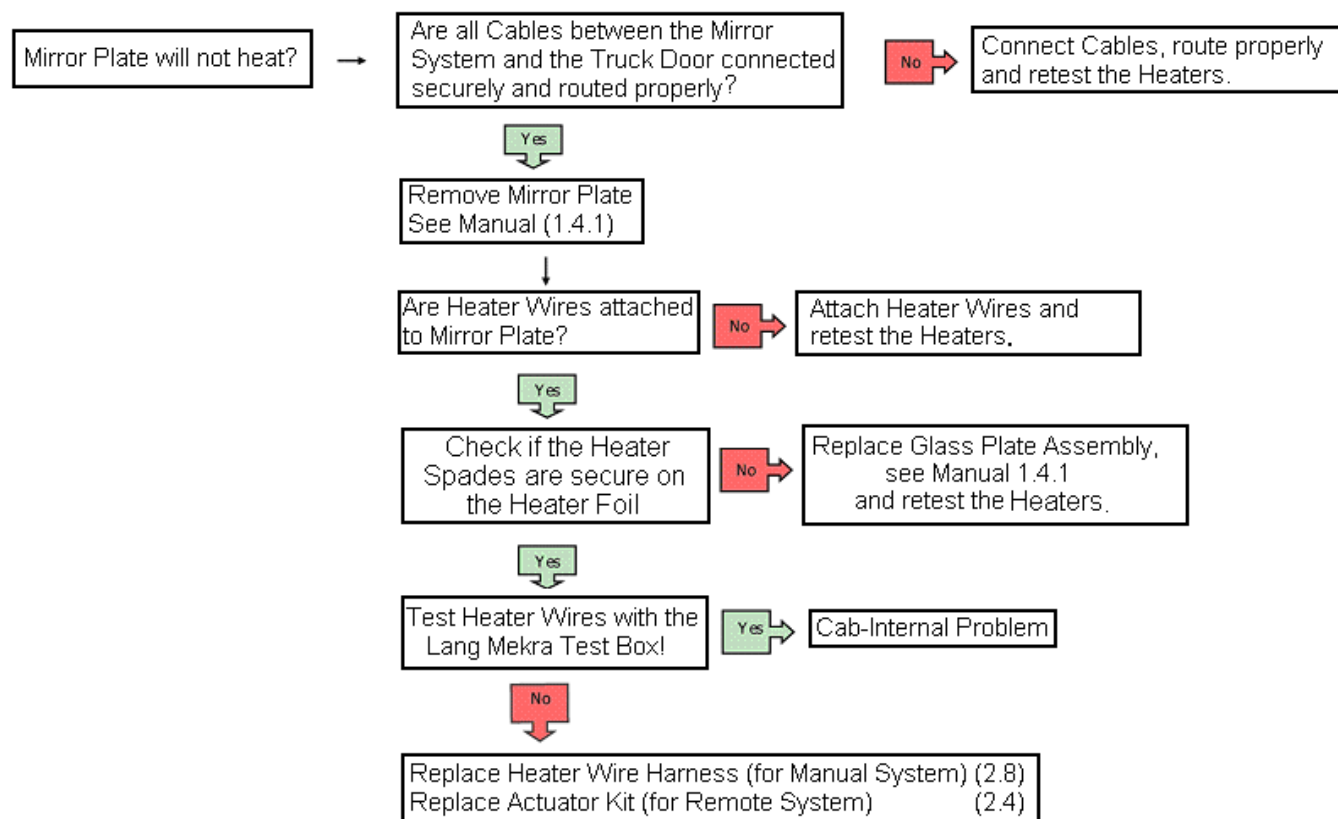 Mirror Plate will not heat?
Are all Cables between the Mirror
System and the Truck Door connected
securely and routed properly?
No
Connect Cables, route properly
and retest the Heaters.
Yes
Remove Mirror Plate
See Manual (1.4.1)
Are Heater Wires attached
to Mirror Plate?
No
Attach Heater Wires and
retest the Heaters.
Yes
Check if the Heater
Spades are secure on
the Heater Foil
No
Replace Glass Plate Assembly,
see Manual 1.4.1
and retest the Heaters.
Yes
Test Heater Wires with the
Lang Mekra Test Box!
Yes
Cab-Internal Problem
No
Replace Heater Wire Harness (for Manual System) (2.8)
Replace Actuator Kit (for Remote System) (2.4)